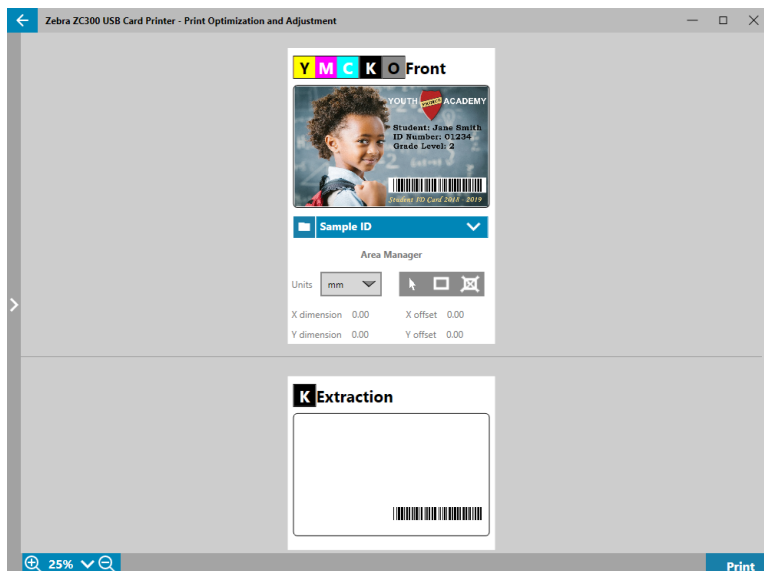 Zebra ZC300 USB Card Printer - Print Optimization and Adjustment
Y M C K O Front
YOUTH ACADEMY
Student: Jane Smith
ID Number: 01234
Grade Level: 2
Student ID Card 2018 - 2019
Sample ID
Area Manager
Units mm
X dimension 0.00 X offset 0.00
Y dimension 0.00 Y offset 0.00
K Extraction
25%
Print